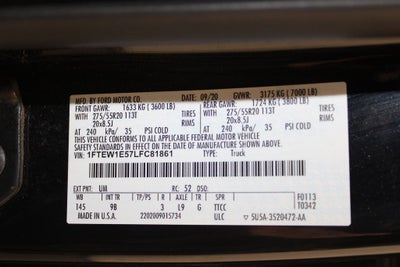 MFD. BY FORD MOTOR CO.
DATE: 09/20 GVWR: 3175 KG (7000 LB)
FRONT GAWR: 1633 KG (3600 LB) REAR GAWR: 1724 KG (3800 LB)
WITH 275/55R20 113T TIRES WITH 275/55R20 113T TIRES
20x8.5J RIMS 20x8.5J RIMS
AT 240 kPa/ 35 PSI COLD AT 240 kPa/ 35 PSI COLD
THIS VEHICLE CONFORMS TO ALL APPLICABLE FEDERAL MOTOR VEHICLE
SAFETY STANDARDS IN EFFECT ON THE DATE OF MANUFACTURE SHOWN ABOVE.
VIN: 1FTEW1E57LFC81861 TYPE: Truck
EXT PNT: UM RC: 52 DSO:
WB INT TR TP/PS R AXLE TR SPR F0113
145 9B 3 L9 G TTCC T0342
MADE IN U.S.A. 2202009015734 ULC 5U5A-3520472-AA